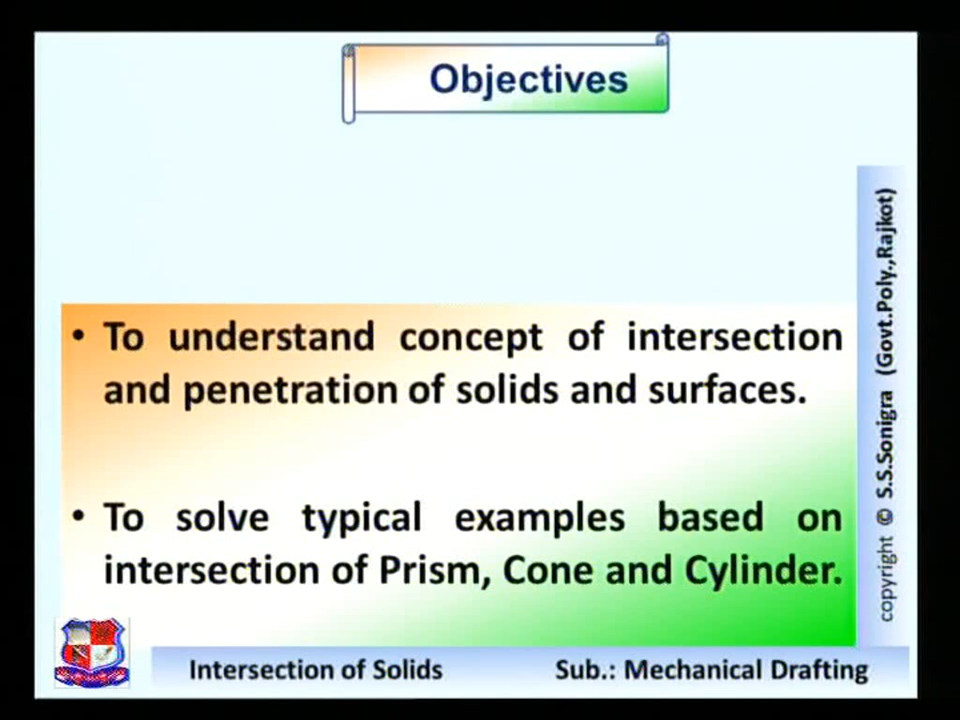 Objectives
• To understand concept of intersection
and penetration of solids and surfaces.
• To solve typical examples based on
intersection of Prism, Cone and Cylinder.
copyright © S.S.Sonigra (Govt.Poly.,Rajkot)
Intersection of Solids Sub.: Mechanical Drafting